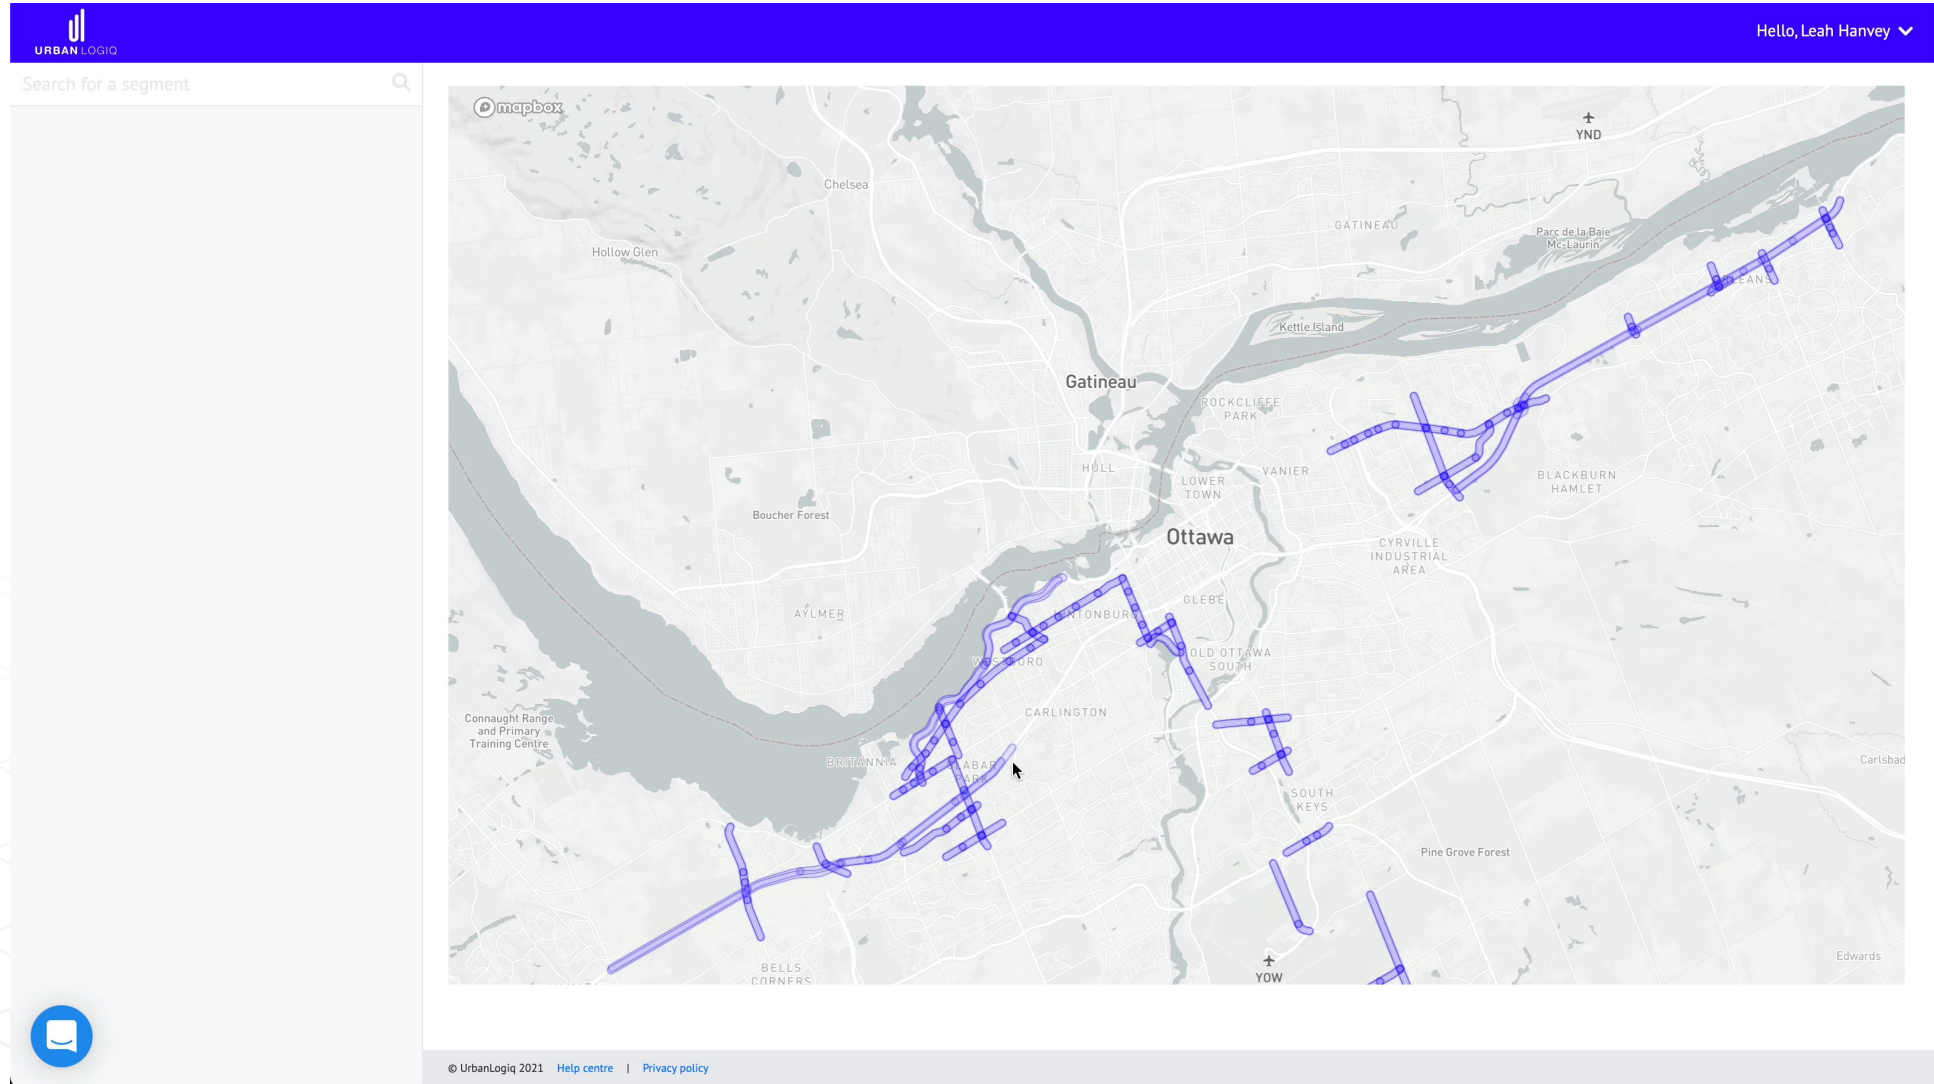 Hello, Leah Hanvey
URBAN LOGIQ
Search for a segment
mapbox
YND
Chelsea
GATINEAU
Parc de la Baie
Mc-Laurin
Hollow Glen
Kettle Island
Gatineau
ROCKCLIFFE
PARK
HULL
VANIER
LOWER
TOWN
BLACKBURN
HAMLET
Boucher Forest
Ottawa
CYRVILLE
INDUSTRIAL
AREA
AYLMER
GLEBE
OLD OTTAWA
SOUTH
CARLINGTON
Connaught Range
and Primary
Training Centre
BRITANNIA
Carlsbad
SOUTH
KEYS
Pine Grove Forest
Edwards
BELLS
CORNERS
YOW
© UrbanLogiq 2021 Help centre | Privacy policy